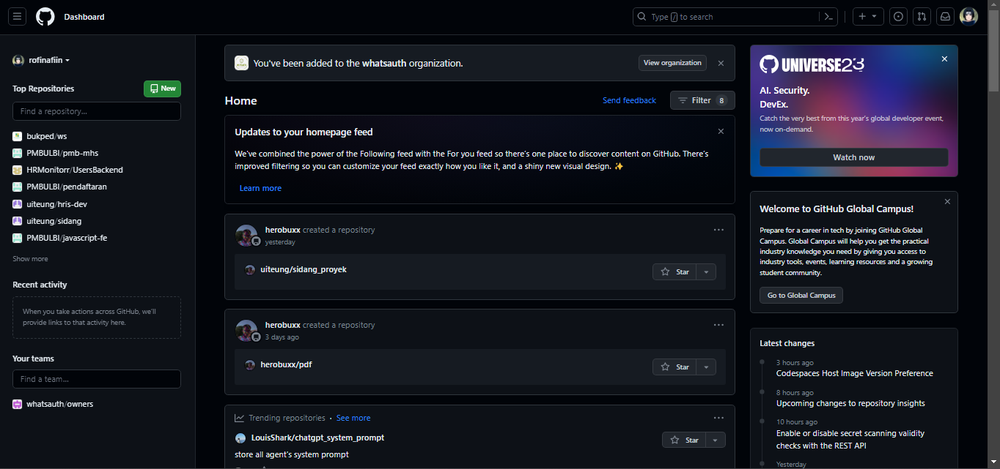 Dashboard
Type / to search
rofinafiin
Top Repositories
New
Find a repository...
bukped/ws
PMBULBI/pmb-mhs
HRMonitorr/UsersBackend
PMBULBI/pendaftaran
uiteung/hris-dev
uiteung/sidang
PMBULBI/javascript-fe
Show more
Recent activity
When you take actions across GitHub, we'll
provide links to that activity here.
Your teams
Find a team...
whatsauth/owners
You've been added to the whatsauth organization.
View organization
Home
Send feedback
Filter 8
Updates to your homepage feed
We've combined the power of the Following feed with the For you feed so there's one place to discover content on GitHub. There's
improved filtering so you can customize your feed exactly how you like it, and a shiny new visual design. ✨
Learn more
herobuxx created a repository
yesterday
uiteung/sidang_proyek
Star
herobuxx created a repository
3 days ago
herobuxx/pdf
Star
Trending repositories · See more
LouisShark/chatgpt_system_prompt
Star
store all agent's system prompt
UNIVERSE23
AI. Security.
DevEx.
Catch the very best from this year's global developer event,
now on-demand.
Watch now
Welcome to GitHub Global Campus!
Prepare for a career in tech by joining GitHub Global
Campus. Global Campus will help you get the practical
industry knowledge you need by giving you access to
industry tools, events, learning resources and a growing
student community.
Go to Global Campus
Latest changes
3 hours ago
Codespaces Host Image Version Preference
8 hours ago
Upcoming changes to repository insights
10 hours ago
Enable or disable secret scanning validity
checks with the REST API
Yesterday